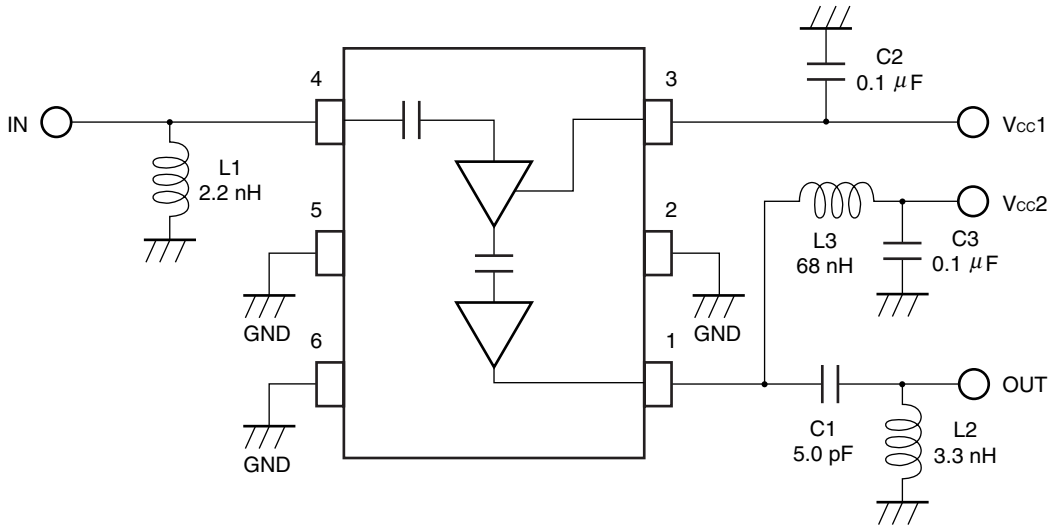 IN
L1
2.2 nH
4
5
GND
6
GND
3
C2
0.1 μF
VCC1
2
GND
L3
68 nH
VCC2
C3
0.1 μF
1
C1
5.0 pF
OUT
L2
3.3 nH